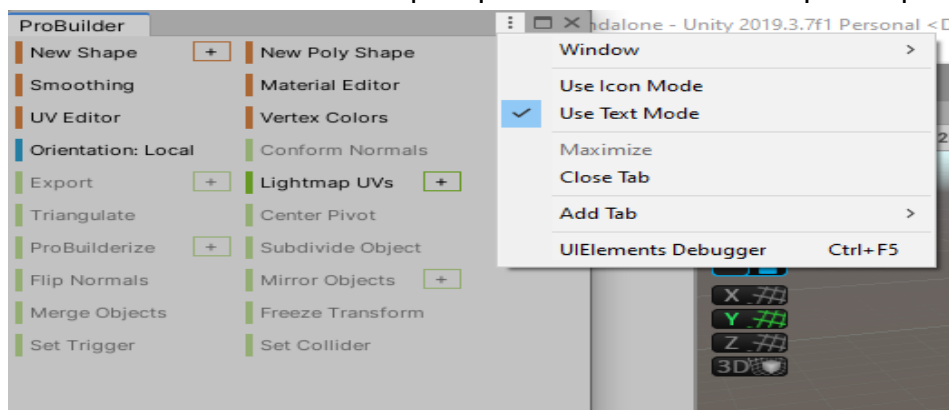 ProBuilder
ndalone - Unity 2019.3.7f1 Personal <D
New Shape + New Poly Shape
Smoothing Material Editor
UV Editor Vertex Colors
Orientation: Local Conform Normals
Export + Lightmap UVs +
Triangulate Center Pivot
ProBuilderize + Subdivide Object
Flip Normals Mirror Objects +
Merge Objects Freeze Transform
Set Trigger Set Collider
Window >
Use Icon Mode
Use Text Mode
Maximize
Close Tab
Add Tab >
UIElements Debugger Ctrl+F5
2
X
Y
Z
3D